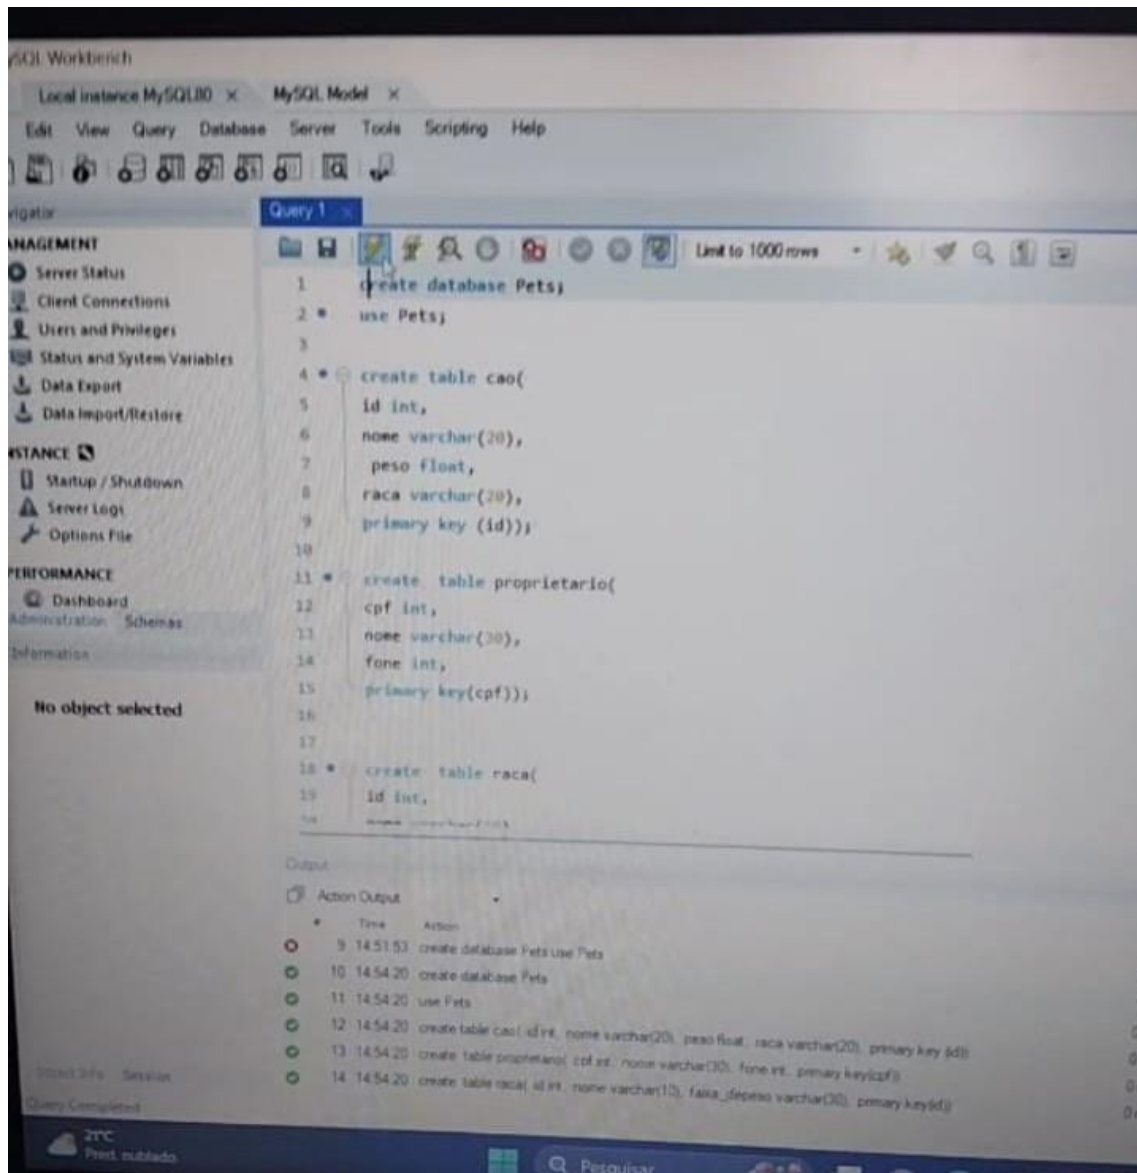 MySQL Workbench
Local instance MySQL80 × MySQL Model ×
Edit View Query Database Server Tools Scripting Help
vigator
Query 1 ×
ANAGEMENT
Server Status
Client Connections
Users and Privileges
Status and System Variables
Data Export
Data Import/Restore
NSTANCE
Startup / Shutdown
Server Logs
Options File
PERFORMANCE
Dashboard
Administration Schemas
Information
No object selected
Limit to 1000 rows
1 create database Pets;
2 use Pets;
3
4 create table cao(
5 id int,
6 nome varchar(20),
7 peso float,
8 raca varchar(20),
9 primary key (id));
10
11 create table proprietario(
12 cpf int,
13 nome varchar(30),
14 fone int,
15 primary key(cpf));
16
17
18 create table raca(
19 id int,
Output
Action Output
# Time Action
9 14:51:53 create database Pets use Pets
10 14:54:20 create database Pets
11 14:54:20 use Pets
12 14:54:20 create table cao( id int, nome varchar(20), peso float, raca varchar(20), primary key (id))
13 14:54:20 create table proprietario( cpf int, nome varchar(30), fone int, primary key(cpf))
14 14:54:20 create table raca( id int, nome varchar(10), faixa_depeso varchar(30), primary key(id))
Object Info Session
Query Completed
21°C
Pred. nublado
Pesquisar